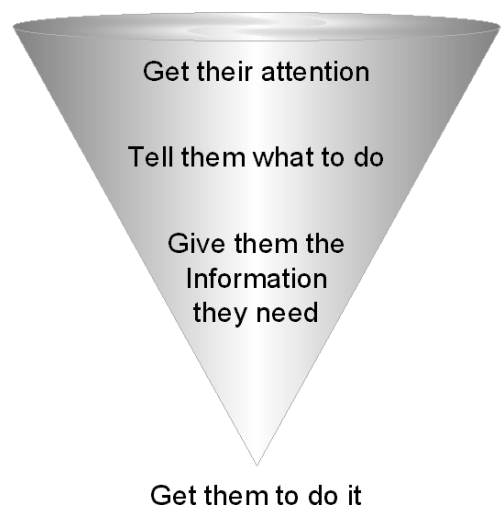 Get their attention
Tell them what to do
Give them the
Information
they need
Get them to do it